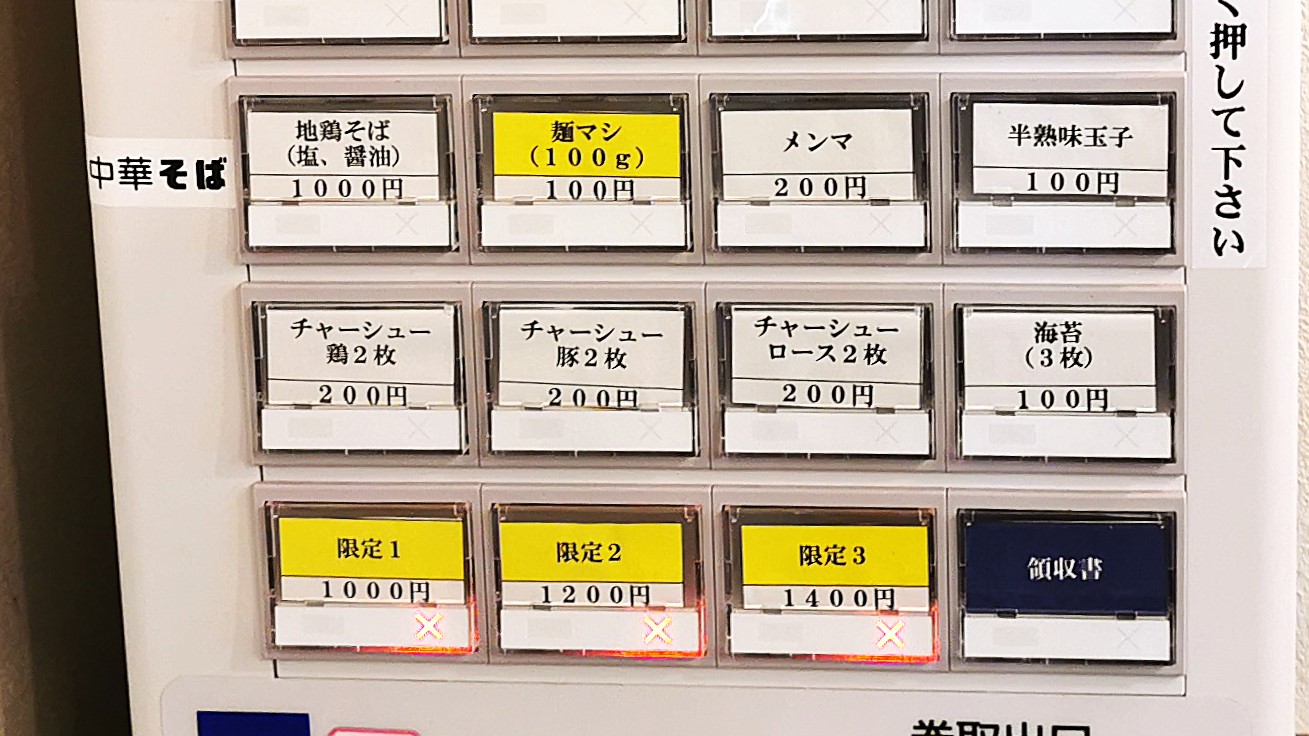 く押して下さい
中華そば
地鶏そば
（塩、醤油）
１０００円
麺マシ
（１００ｇ）
１００円
メンマ
２００円
半熟味玉子
１００円
チャーシュー
鶏２枚
２００円
チャーシュー
豚２枚
２００円
チャーシュー
ロース２枚
２００円
海苔
（３枚）
１００円
限定１
１０００円
限定２
１２００円
限定３
１４００円
領収書
券取出口